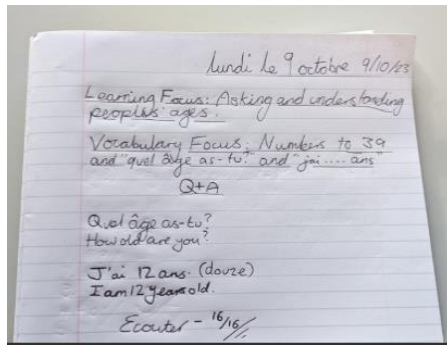 lundi le 9 octobre 9/10/23
Learning Focus: Asking and understanding
peoples' ages.
Vocabulary Focus: Numbers to 39
and "quel âge as-tu?" and "j'ai .... ans"
Q+A
Quel âge as-tu?
How old are you?
J'ai 12 ans. (douze)
I am 12 years old.
Ecouter - 16/16